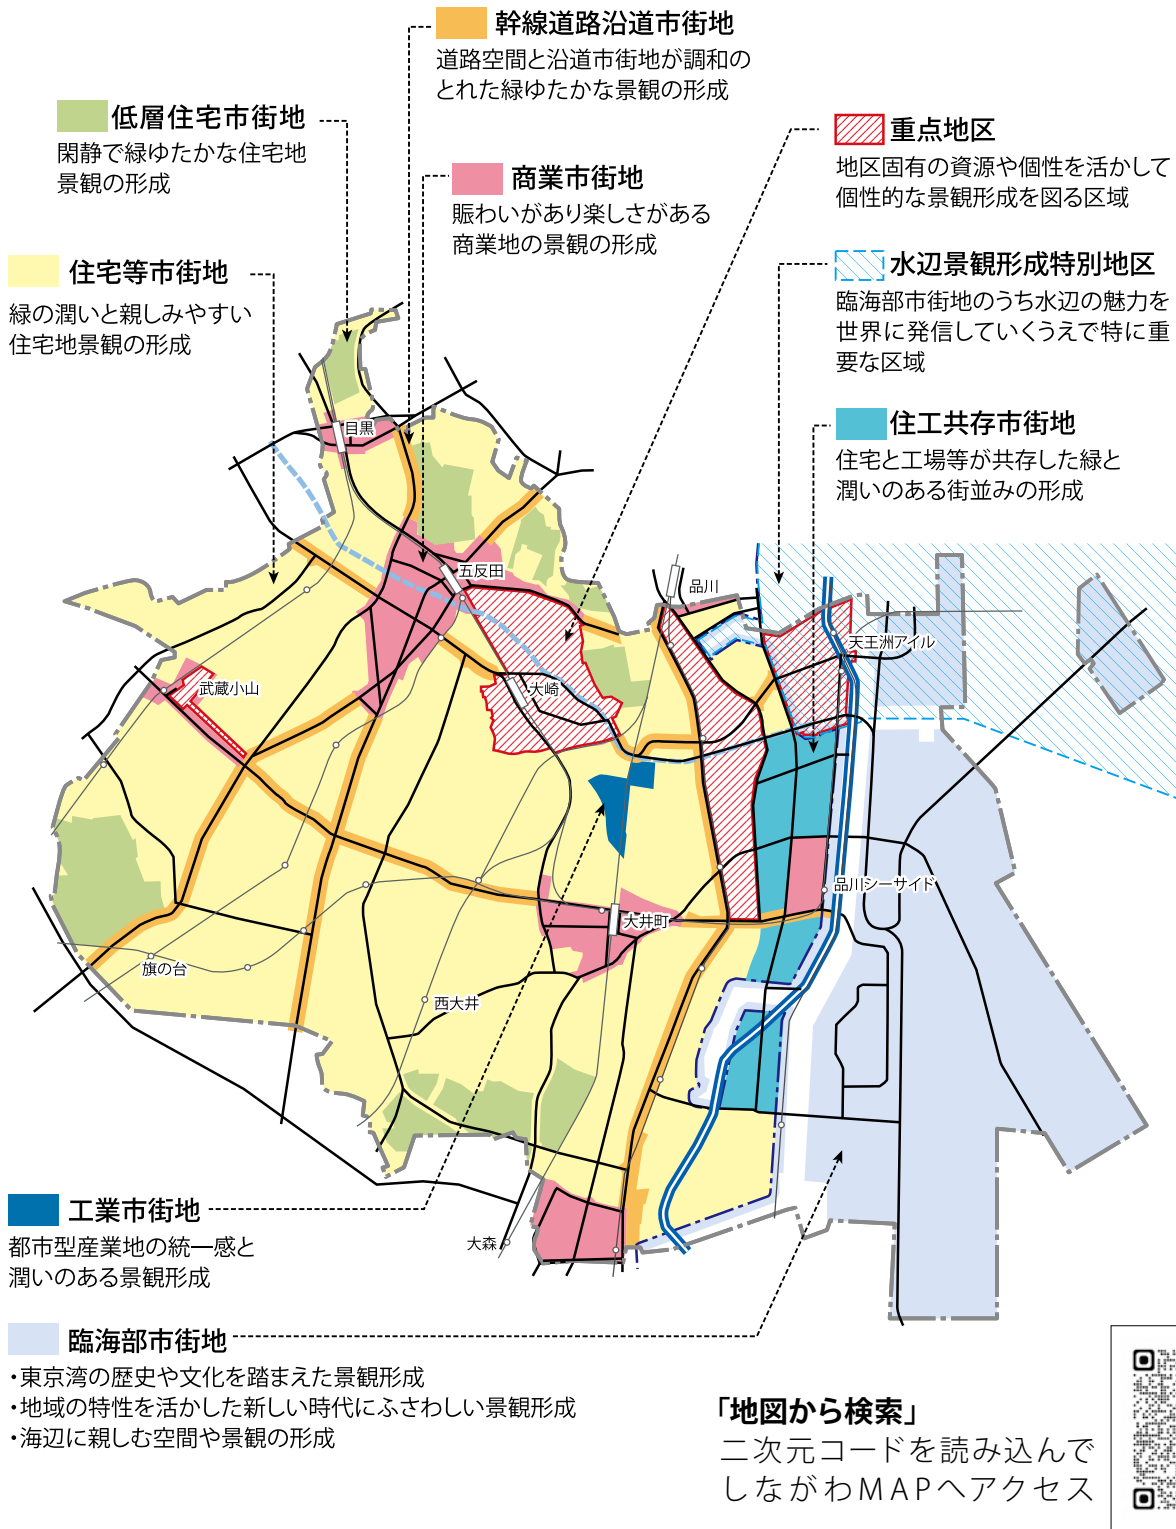 幹線道路沿道市街地
道路空間と沿道市街地が調和の
とれた緑ゆたかな景観の形成
低層住宅市街地
閑静で緑ゆたかな住宅地
景観の形成
商業市街地
賑わいがあり楽しさがある
商業地の景観の形成
重点地区
地区固有の資源や個性を活かして
個性的な景観形成を図る区域
住宅等市街地
緑の潤いと親しみやすい
住宅地景観の形成
水辺景観形成特別地区
臨海部市街地のうち水辺の魅力を
世界に発信していくうえで特に重
要な区域
住工共存市街地
住宅と工場等が共存した緑と
潤いのある街並みの形成
目黒
五反田
品川
天王洲アイル
武蔵小山
大崎
品川シーサイド
大井町
旗の台
西大井
大森
工業市街地
都市型産業地の統一感と
潤いのある景観形成
臨海部市街地
・東京湾の歴史や文化を踏まえた景観形成
・地域の特性を活かした新しい時代にふさわしい景観形成
・海辺に親しむ空間や景観の形成
「地図から検索」
二次元コードを読み込んで
しながわMAPへアクセス